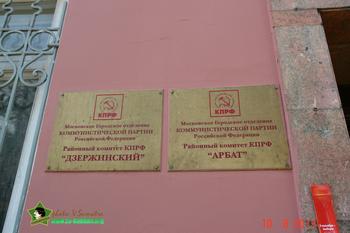 КПРФ
Московское городское отделение
КОММУНИСТИЧЕСКОЙ ПАРТИИ
Российской Федерации
Районный комитет КПРФ
"ДЗЕРЖИНСКИЙ"
КПРФ
Московское городское отделение
КОММУНИСТИЧЕСКОЙ ПАРТИИ
Российской Федерации
Районный комитет КПРФ
"АРБАТ"